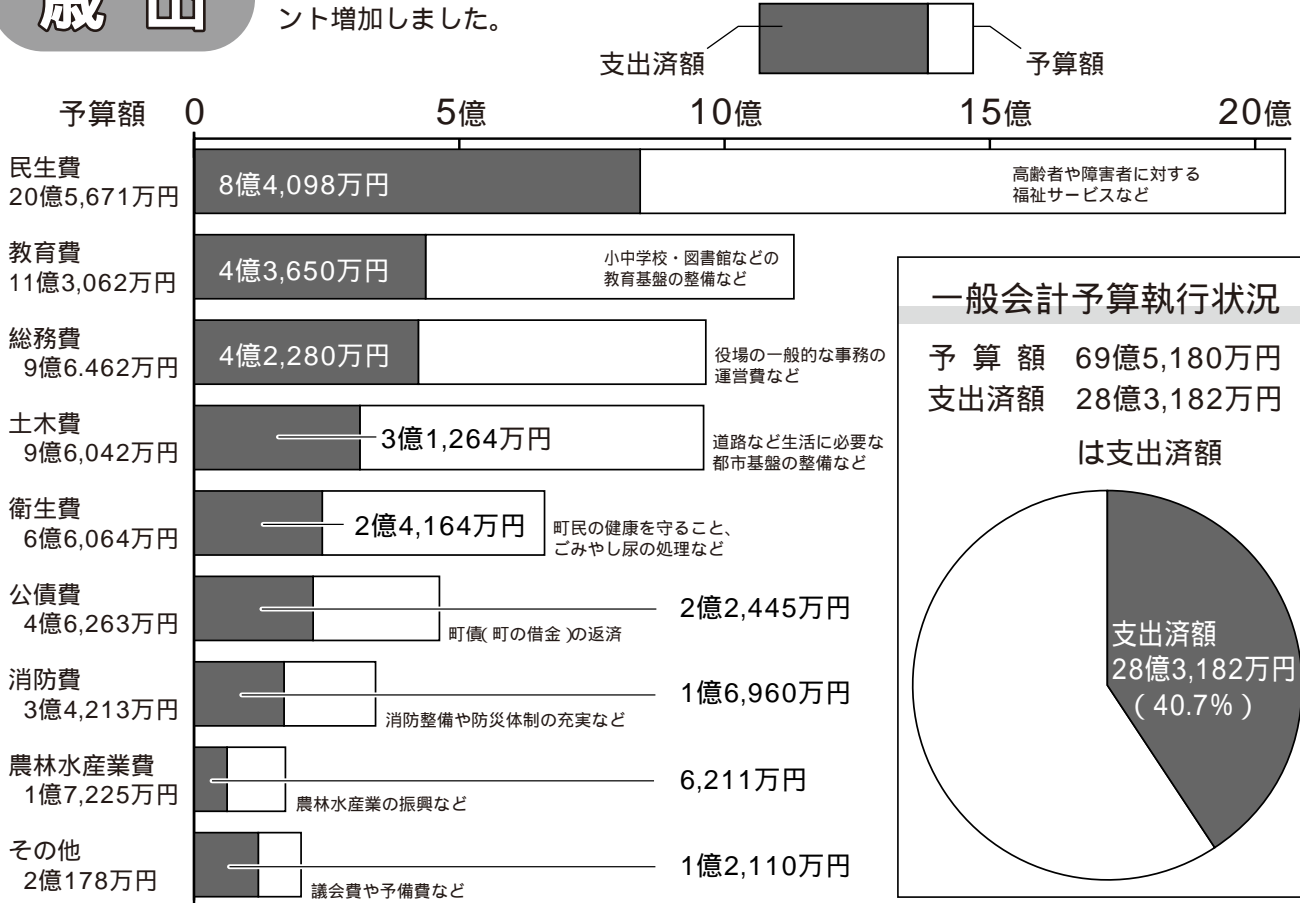 歳出
ント増加しました。
支出済額
予算額
予算額
0
5億
10億
15億
20億
民生費
20億5,671万円
8億4,098万円
高齢者や障害者に対する
福祉サービスなど
教育費
11億3,062万円
4億3,650万円
小中学校・図書館などの
教育基盤の整備など
総務費
9億6.462万円
4億2,280万円
役場の一般的な事務の
運営費など
土木費
9億6,042万円
3億1,264万円
道路など生活に必要な
都市基盤の整備など
衛生費
6億6,064万円
2億4,164万円
町民の健康を守ること、
ごみやし尿の処理など
公債費
4億6,263万円
2億2,445万円
町債(町の借金)の返済
消防費
3億4,213万円
1億6,960万円
消防整備や防災体制の充実など
農林水産業費
1億7,225万円
6,211万円
農林水産業の振興など
その他
2億178万円
1億2,110万円
議会費や予備費など
一般会計予算執行状況
予算額 69億5,180万円
支出済額 28億3,182万円
は支出済額
支出済額
28億3,182万円
(40.7%)